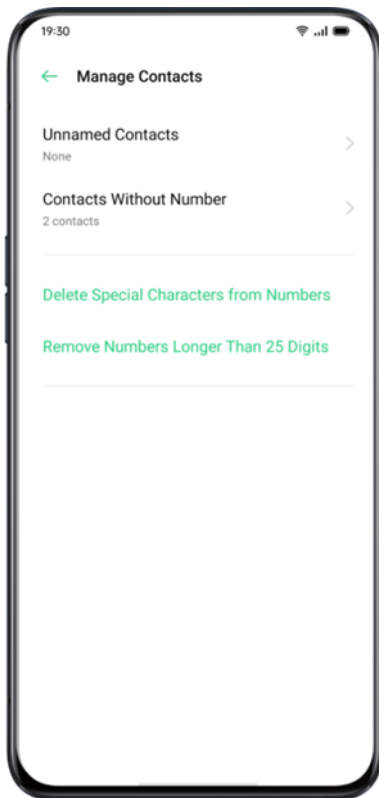 19:30
Manage Contacts
Unnamed Contacts
None
Contacts Without Number
2 contacts
Delete Special Characters from Numbers
Remove Numbers Longer Than 25 Digits